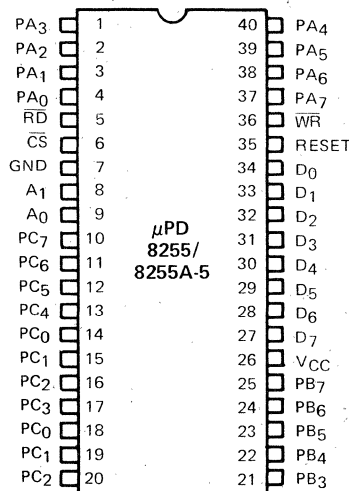 PA3 1 40 PA4
PA2 2 39 PA5
PA1 3 38 PA6
PA0 4 37 PA7
R̅D̅ 5 36 W̅R̅
C̅S̅ 6 35 RESET
GND 7 34 D0
A1 8 33 D1
A0 9 32 D2
PC7 10 31 D3
PC6 11 30 D4
PC5 12 29 D5
PC4 13 28 D6
PC0 14 27 D7
PC1 15 26 VCC
PC2 16 25 PB7
PC3 17 24 PB6
PC0 18 23 PB5
PC1 19 22 PB4
PC2 20 21 PB3
μPD
8255/
8255A-5